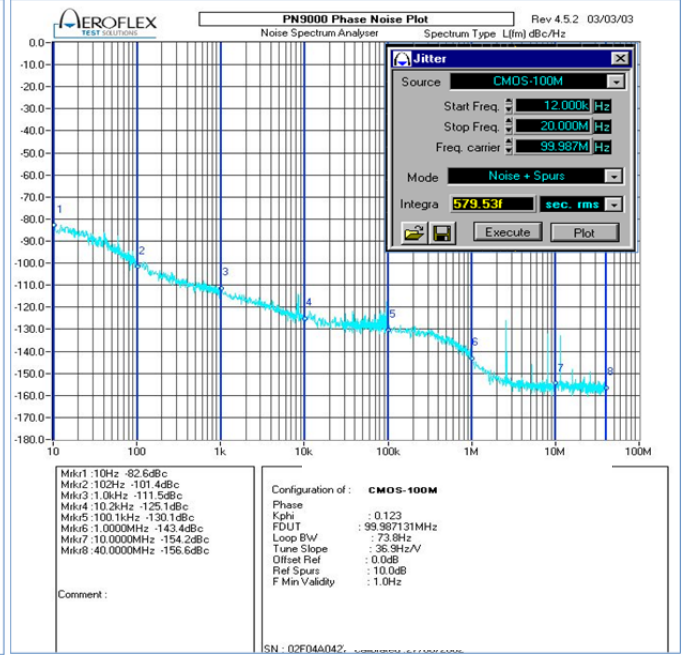 AEROFLEX
TEST SOLUTIONS
PN9000 Phase Noise Plot
Rev 4.5.2 03/03/03
Noise Spectrum Analyser
Spectrum Type L(fm) dBc/Hz
0.0
-10.0
-20.0
-30.0
-40.0
-50.0
-60.0
-70.0
-80.0
-90.0
-100.0
-110.0
-120.0
-130.0
-140.0
-150.0
-160.0
-170.0
-180.0
Jitter
Source CMOS-100M
Start Freq. 12.000k Hz
Stop Freq. 20.000M Hz
Freq. carrier 99.987M Hz
Mode Noise + Spurs
Integra 579.53f sec. rms
Execute Plot
1
2
3
4
5
6
7
8
10 100 1k 10k 100k 1M 10M 100M
Mrkr1 :10Hz -82.6dBc
Mrkr2 :102Hz -101.4dBc
Mrkr3 :1.0kHz -111.5dBc
Mrkr4 :10.2kHz -125.1dBc
Mrkr5 :100.1kHz -130.1dBc
Mrkr6 :1.0000MHz -143.4dBc
Mrkr7 :10.0000MHz -154.2dBc
Mrkr8 :40.0000MHz -156.6dBc
Comment :
Configuration of : CMOS-100M
Phase
Kphi : 0.123
FDUT : 99.987131MHz
Loop BW : 73.8Hz
Tune Slope : 36.9Hz/V
Offset Ref : 0.0dB
Ref Spurs : 10.0dB
F Min Validity : 1.0Hz
SN : 02F04A042,